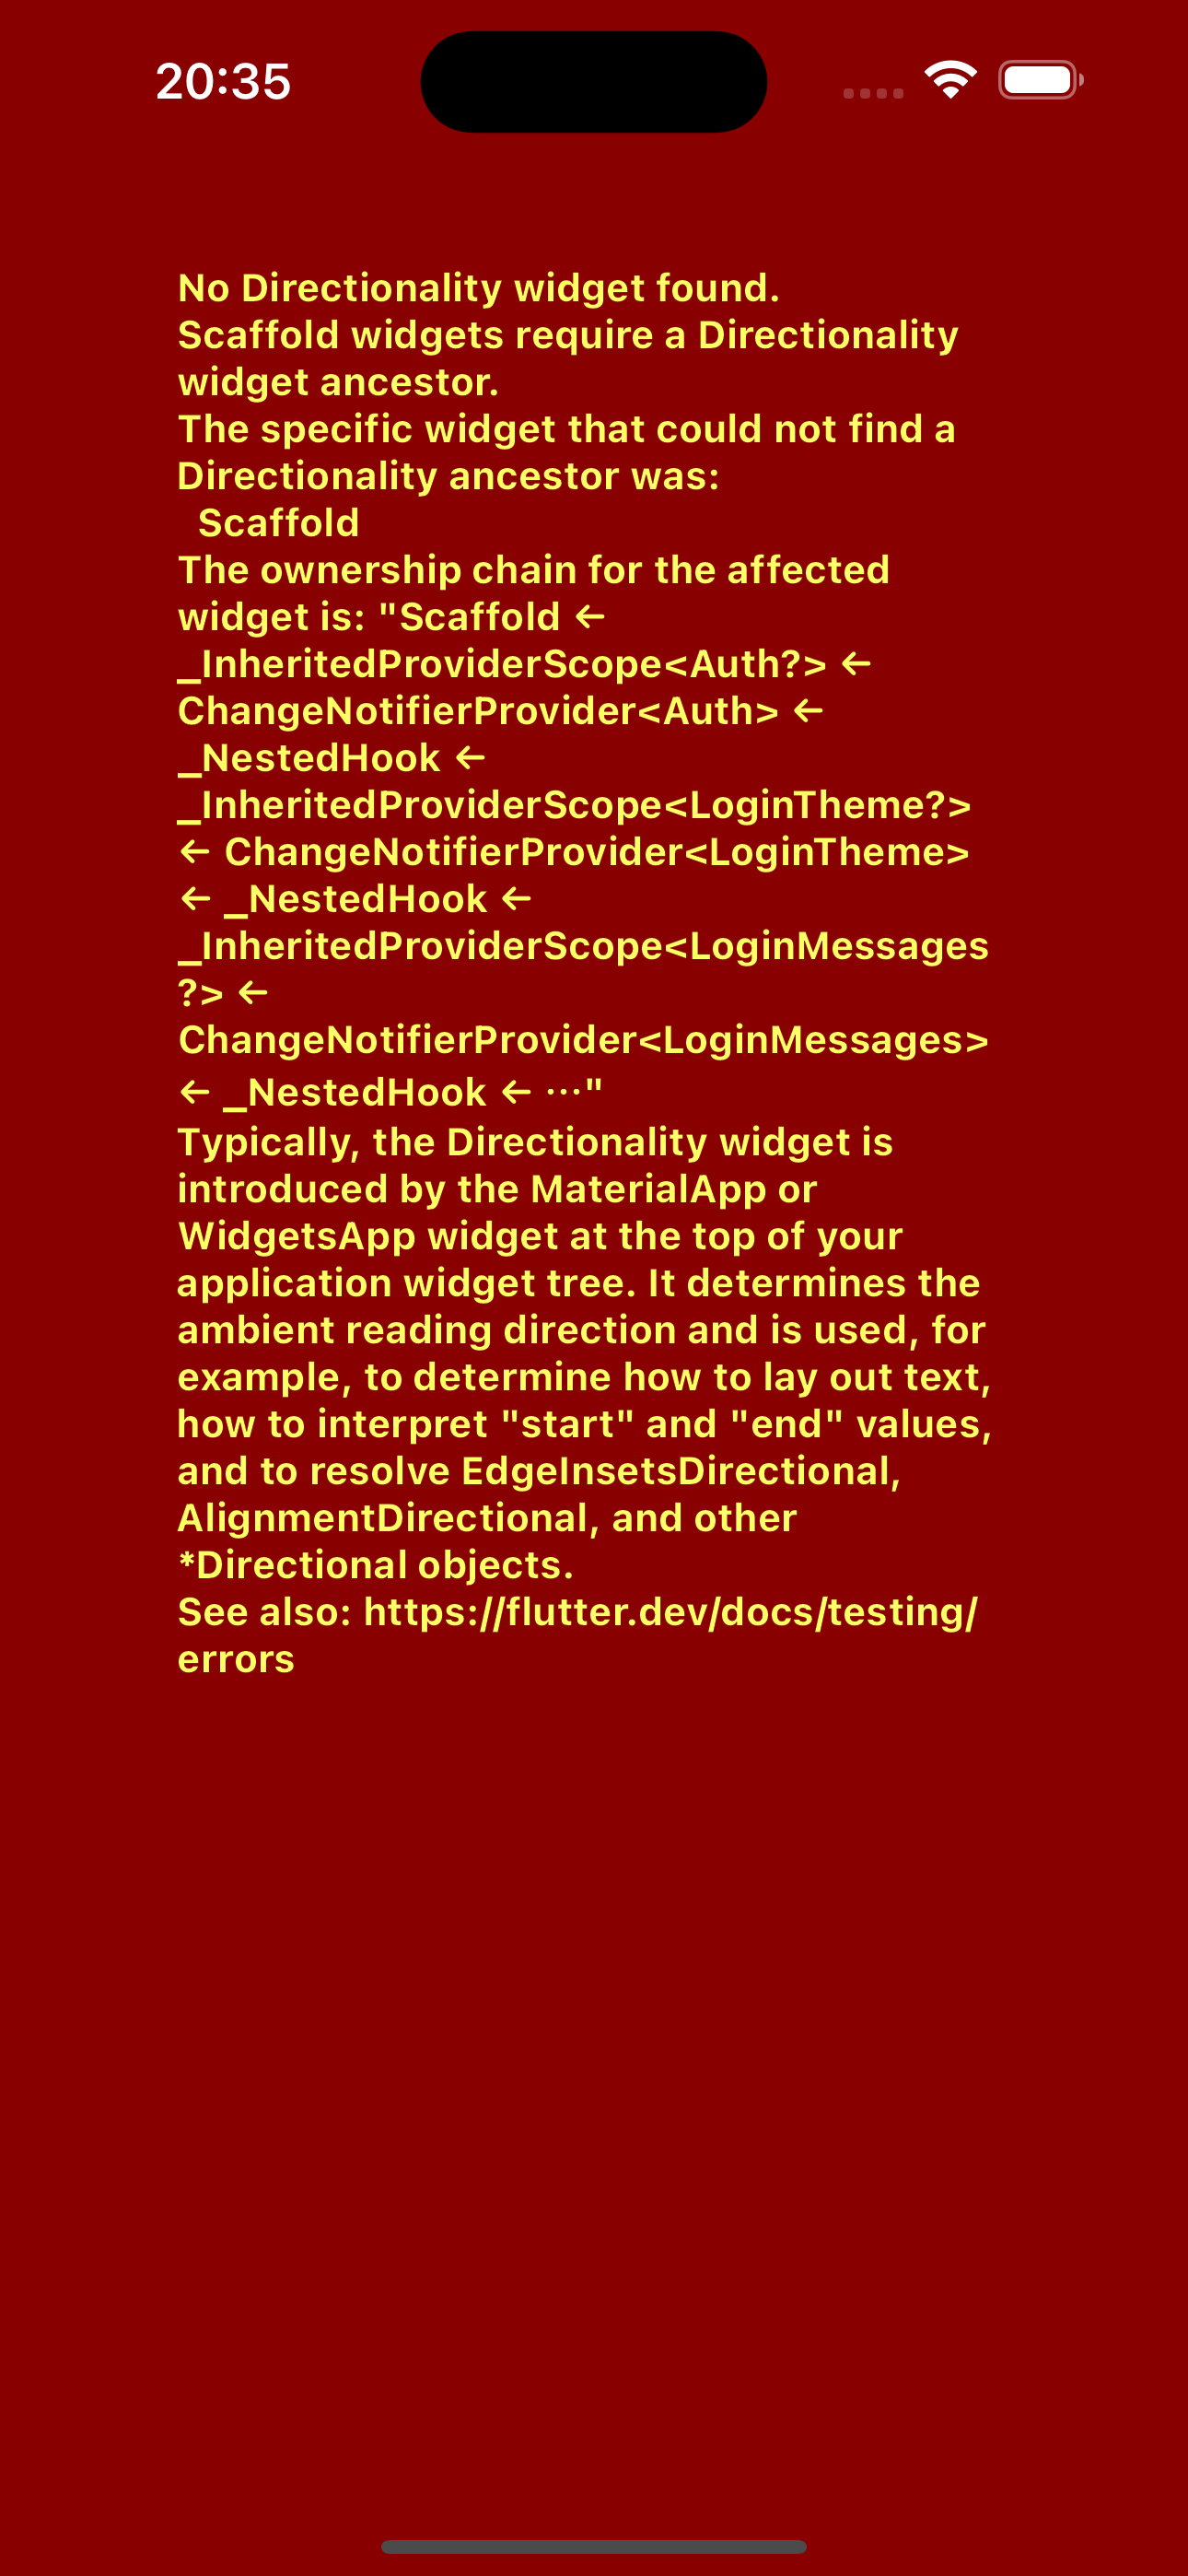 20:35
No Directionality widget found.
Scaffold widgets require a Directionality
widget ancestor.
The specific widget that could not find a
Directionality ancestor was:
  Scaffold
The ownership chain for the affected
widget is: "Scaffold ←
_InheritedProviderScope<Auth?> ←
ChangeNotifierProvider<Auth> ←
_NestedHook ←
_InheritedProviderScope<LoginTheme?>
← ChangeNotifierProvider<LoginTheme>
← _NestedHook ←
_InheritedProviderScope<LoginMessages
?> ←
ChangeNotifierProvider<LoginMessages>
← _NestedHook ← ⋯"
Typically, the Directionality widget is
introduced by the MaterialApp or
WidgetsApp widget at the top of your
application widget tree. It determines the
ambient reading direction and is used, for
example, to determine how to lay out text,
how to interpret "start" and "end" values,
and to resolve EdgeInsetsDirectional,
AlignmentDirectional, and other
*Directional objects.
See also: https://flutter.dev/docs/testing/
errors